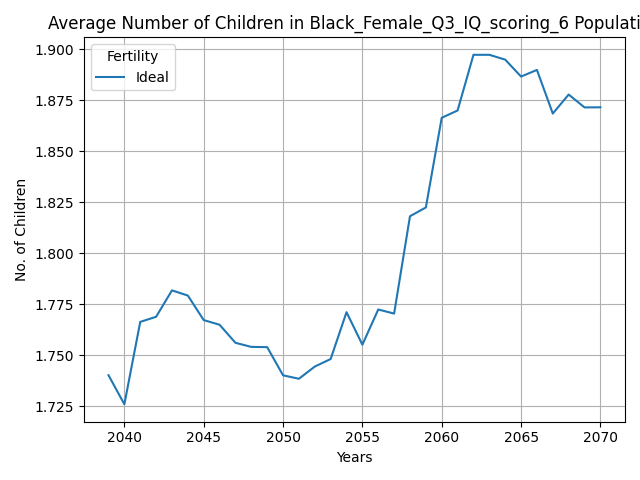 Average Number of Children in Black_Female_Q3_IQ_scoring_6 Populati
Fertility
Ideal
1.900
1.875
1.850
1.825
1.800
1.775
1.750
1.725
No. of Children
2040 2045 2050 2055 2060 2065 2070
Years